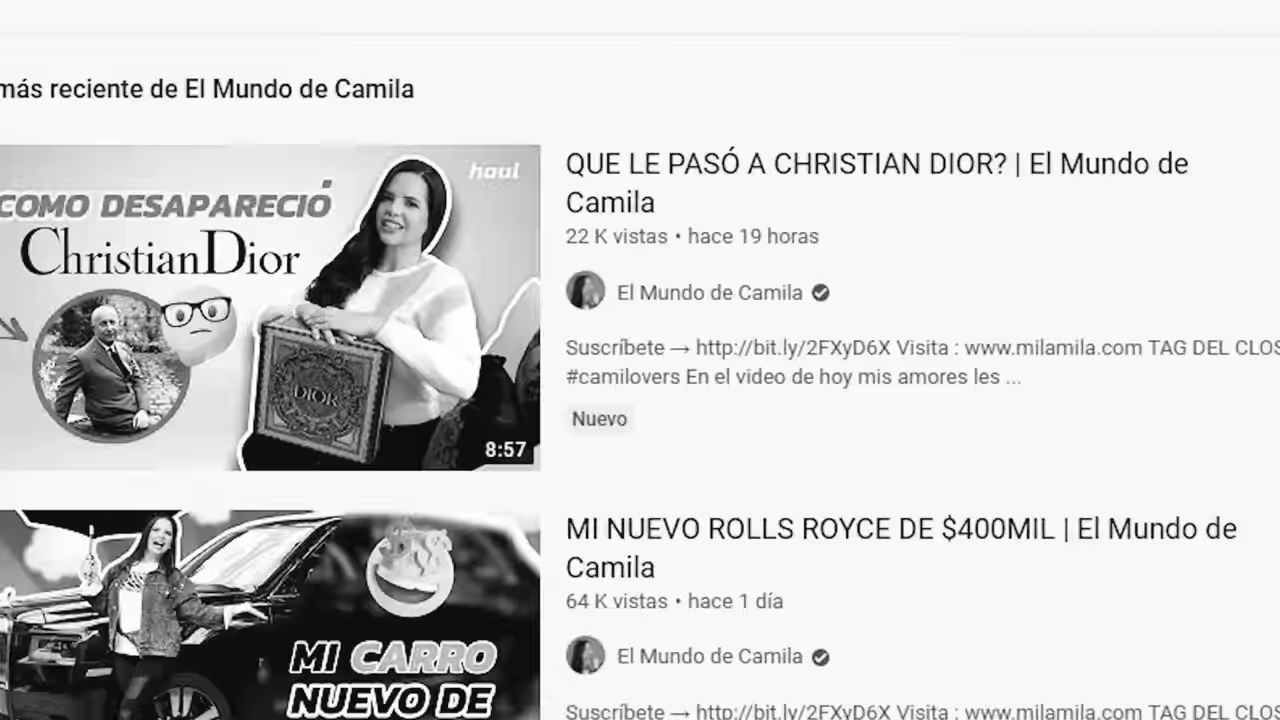 más reciente de El Mundo de Camila
haul
COMO DESAPARECIÓ
Christian Dior
DIOR
8:57
QUE LE PASÓ A CHRISTIAN DIOR? | El Mundo de
Camila
22 K vistas • hace 19 horas
El Mundo de Camila
Suscríbete → http://bit.ly/2FXyD6X Visita : www.milamila.com TAG DEL CLOS
#camilovers En el video de hoy mis amores les ...
Nuevo
MI CARRO
NUEVO DE
MI NUEVO ROLLS ROYCE DE $400MIL | El Mundo de
Camila
64 K vistas • hace 1 día
El Mundo de Camila
Suscríbete → http://bit.ly/2FXyD6X Visita : www.milamila.com TAG DEL CLOS